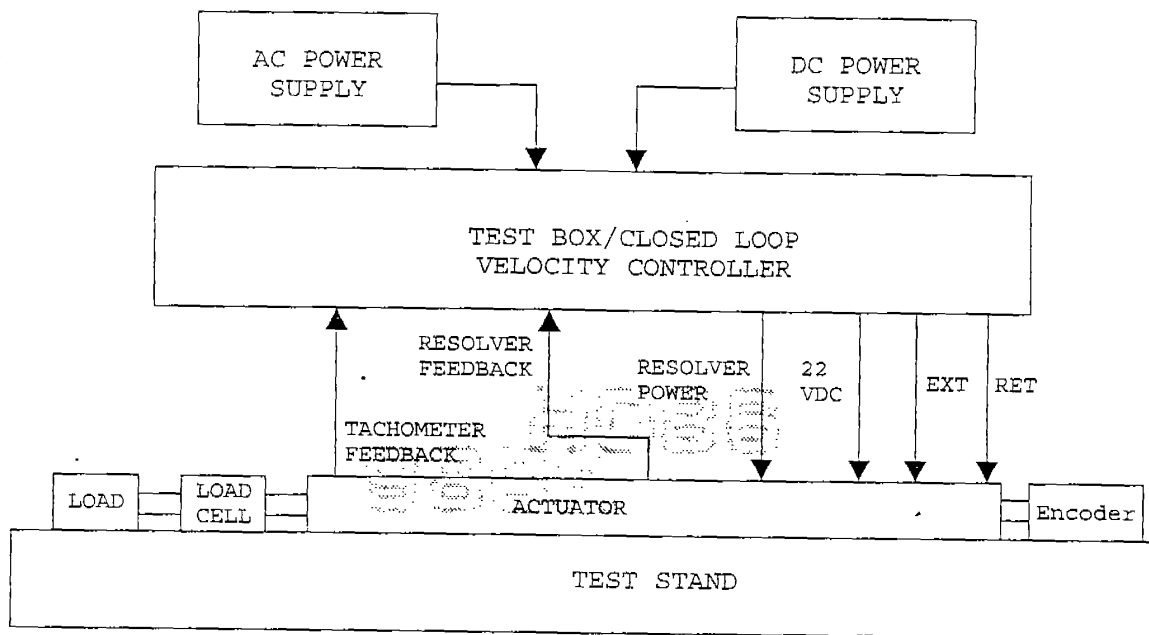 AC POWER
SUPPLY
DC POWER
SUPPLY
TEST BOX/CLOSED LOOP
VELOCITY CONTROLLER
RESOLVER
FEEDBACK
RESOLVER
POWER
22
VDC
EXT
RET
TACHOMETER
FEEDBACK
LOAD
LOAD
CELL
ACTUATOR
Encoder
TEST STAND